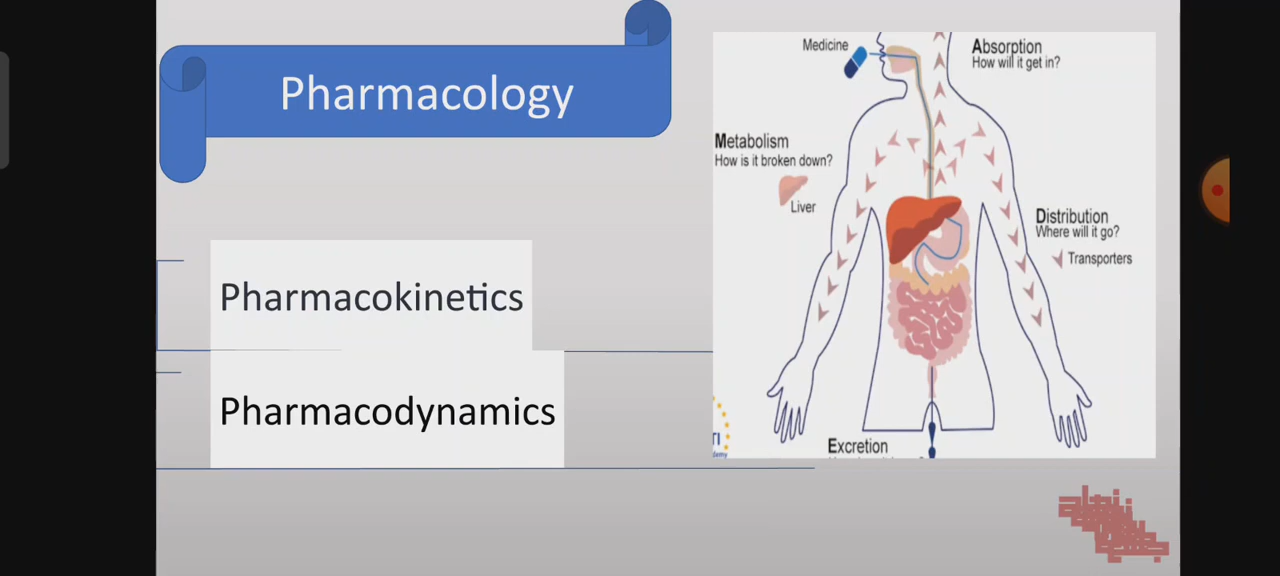 Pharmacology
Pharmacokinetics
Pharmacodynamics
Medicine
Absorption
How will it get in?
Metabolism
How is it broken down?
Liver
Distribution
Where will it go?
Transporters
Excretion